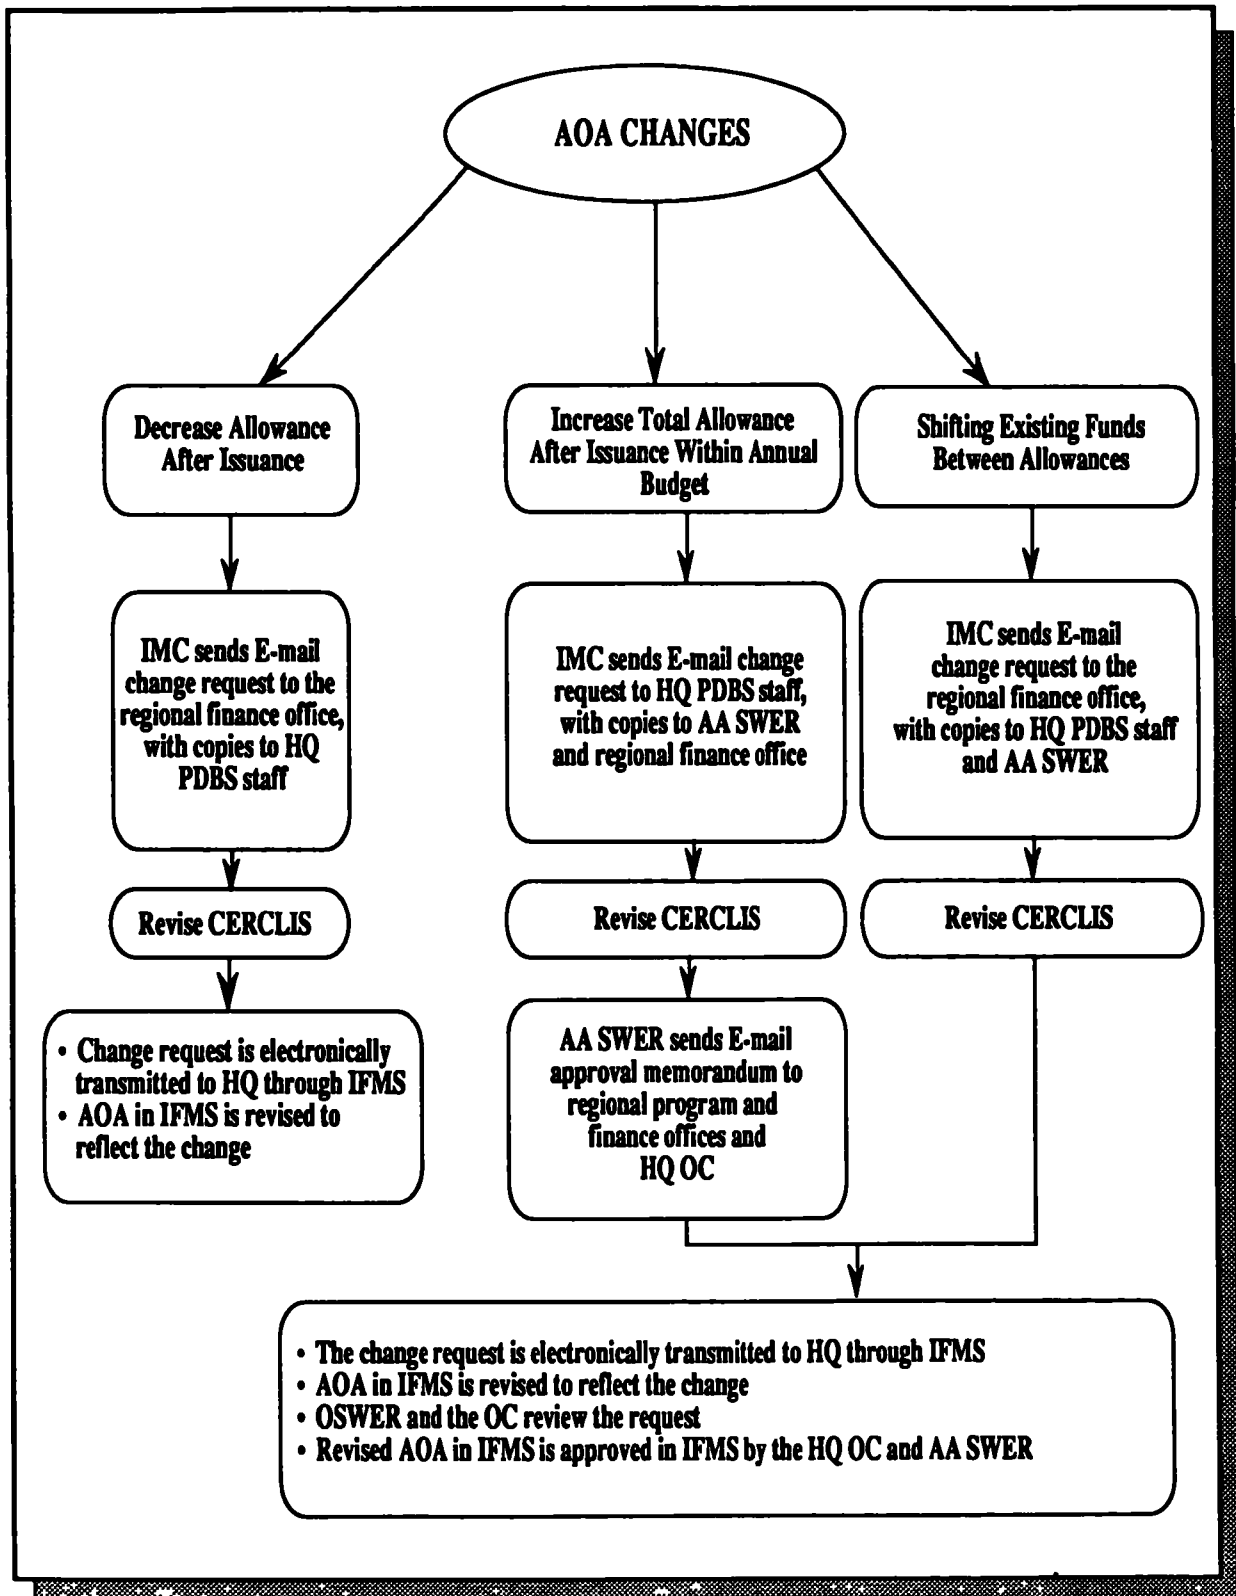 AOA CHANGES
Decrease Allowance
After Issuance
Increase Total Allowance
After Issuance Within Annual
Budget
Shifting Existing Funds
Between Allowances
IMC sends E-mail
change request to the
regional finance office,
with copies to HQ
PDBS staff
IMC sends E-mail change
request to HQ PDBS staff,
with copies to AA SWER
and regional finance office
IMC sends E-mail
change request to the
regional finance office,
with copies to HQ PDBS staff
and AA SWER
Revise CERCLIS
Revise CERCLIS
Revise CERCLIS
• Change request is electronically
transmitted to HQ through IFMS
• AOA in IFMS is revised to
reflect the change
AA SWER sends E-mail
approval memorandum to
regional program and
finance offices and
HQ OC
• The change request is electronically transmitted to HQ through IFMS
• AOA in IFMS is revised to reflect the change
• OSWER and the OC review the request
• Revised AOA in IFMS is approved in IFMS by the HQ OC and AA SWER